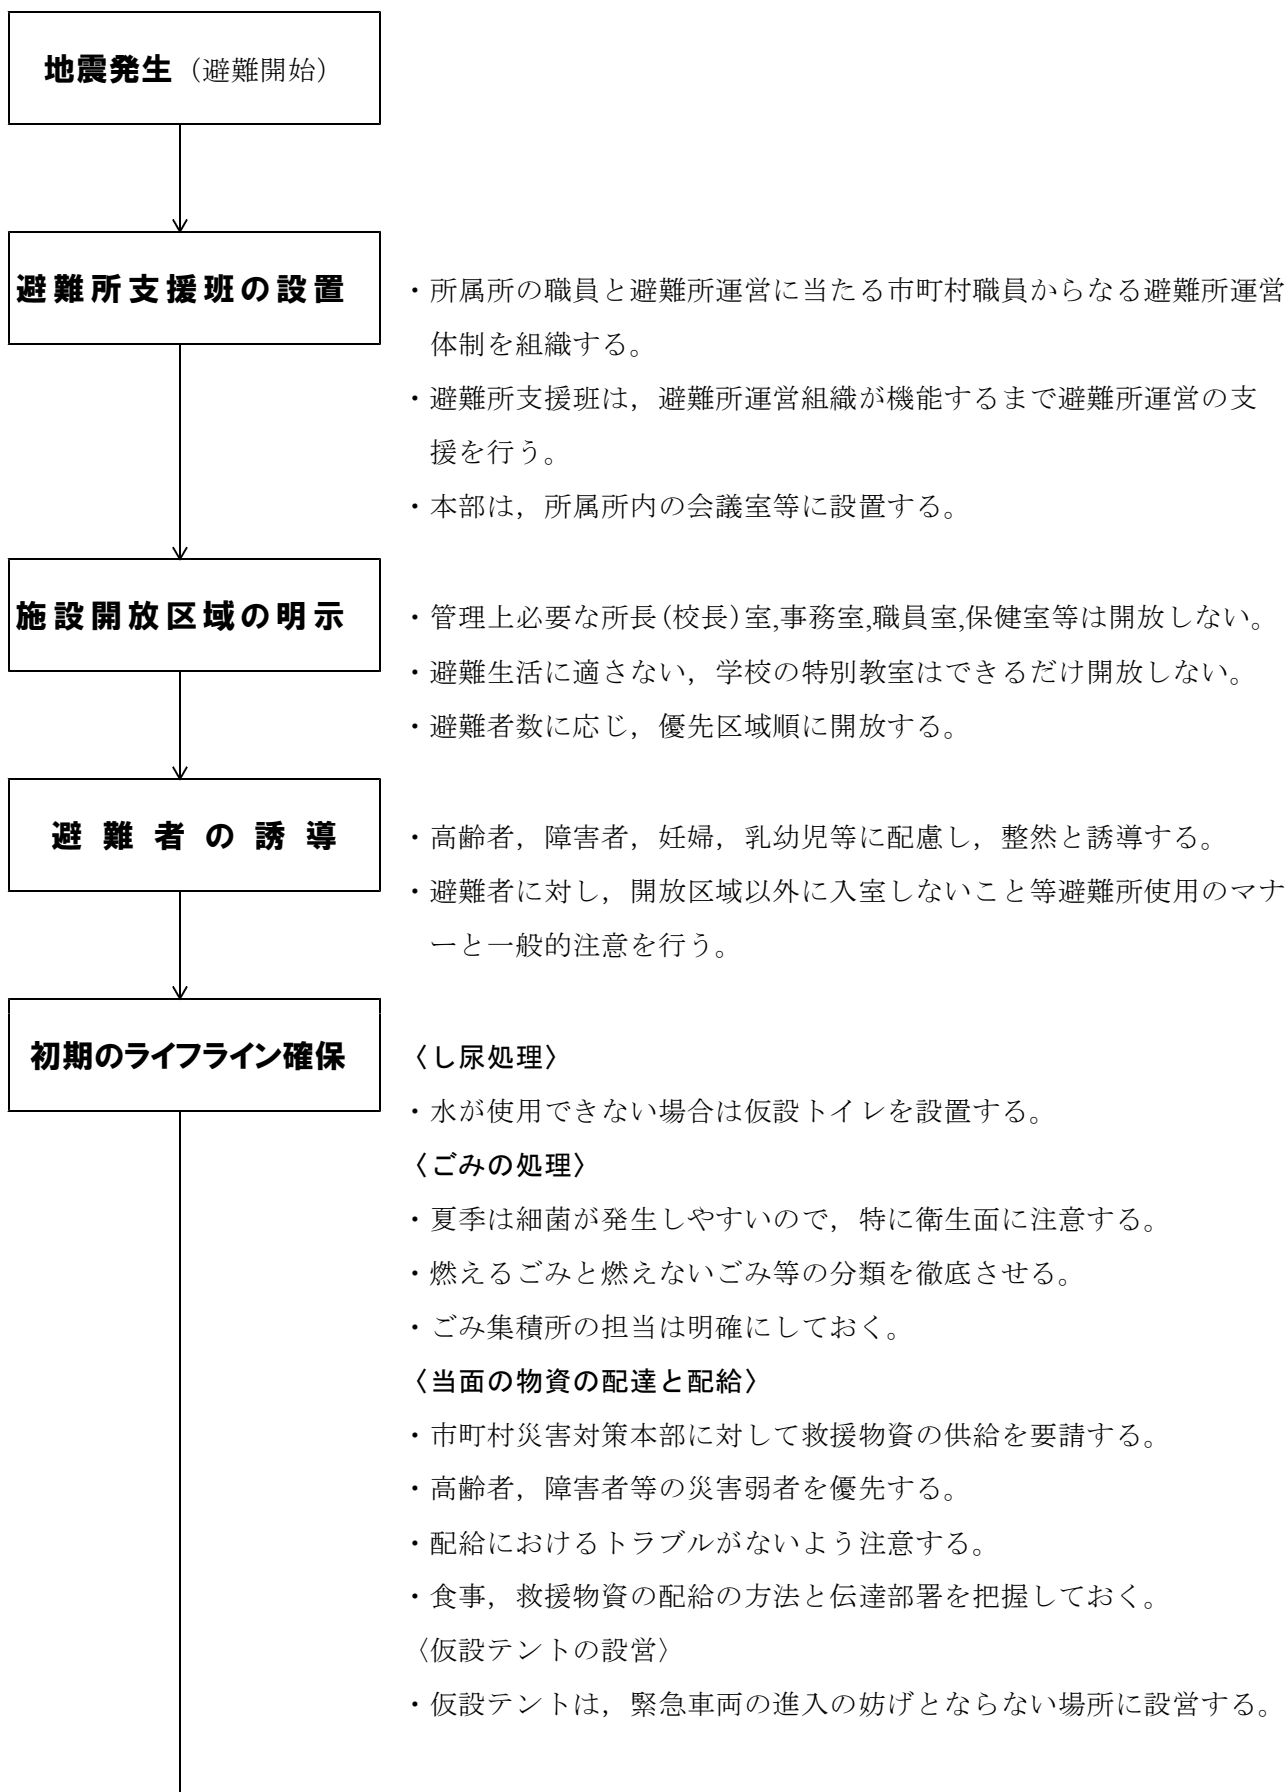 地震発生（避難開始）
避難所支援班の設置
・所属所の職員と避難所運営に当たる市町村職員からなる避難所運営
体制を組織する。
・避難所支援班は，避難所運営組織が機能するまで避難所運営の支
援を行う。
・本部は，所属所内の会議室等に設置する。
施設開放区域の明示
・管理上必要な所長(校長)室,事務室,職員室,保健室等は開放しない。
・避難生活に適さない，学校の特別教室はできるだけ開放しない。
・避難者数に応じ，優先区域順に開放する。
避難者の誘導
・高齢者，障害者，妊婦，乳幼児等に配慮し，整然と誘導する。
・避難者に対し，開放区域以外に入室しないこと等避難所使用のマナ
ーと一般的注意を行う。
初期のライフライン確保
〈し尿処理〉
・水が使用できない場合は仮設トイレを設置する。
〈ごみの処理〉
・夏季は細菌が発生しやすいので，特に衛生面に注意する。
・燃えるごみと燃えないごみ等の分類を徹底させる。
・ごみ集積所の担当は明確にしておく。
〈当面の物資の配達と配給〉
・市町村災害対策本部に対して救援物資の供給を要請する。
・高齢者，障害者等の災害弱者を優先する。
・配給におけるトラブルがないよう注意する。
・食事，救援物資の配給の方法と伝達部署を把握しておく。
〈仮設テントの設営〉
・仮設テントは，緊急車両の進入の妨げとならない場所に設営する。